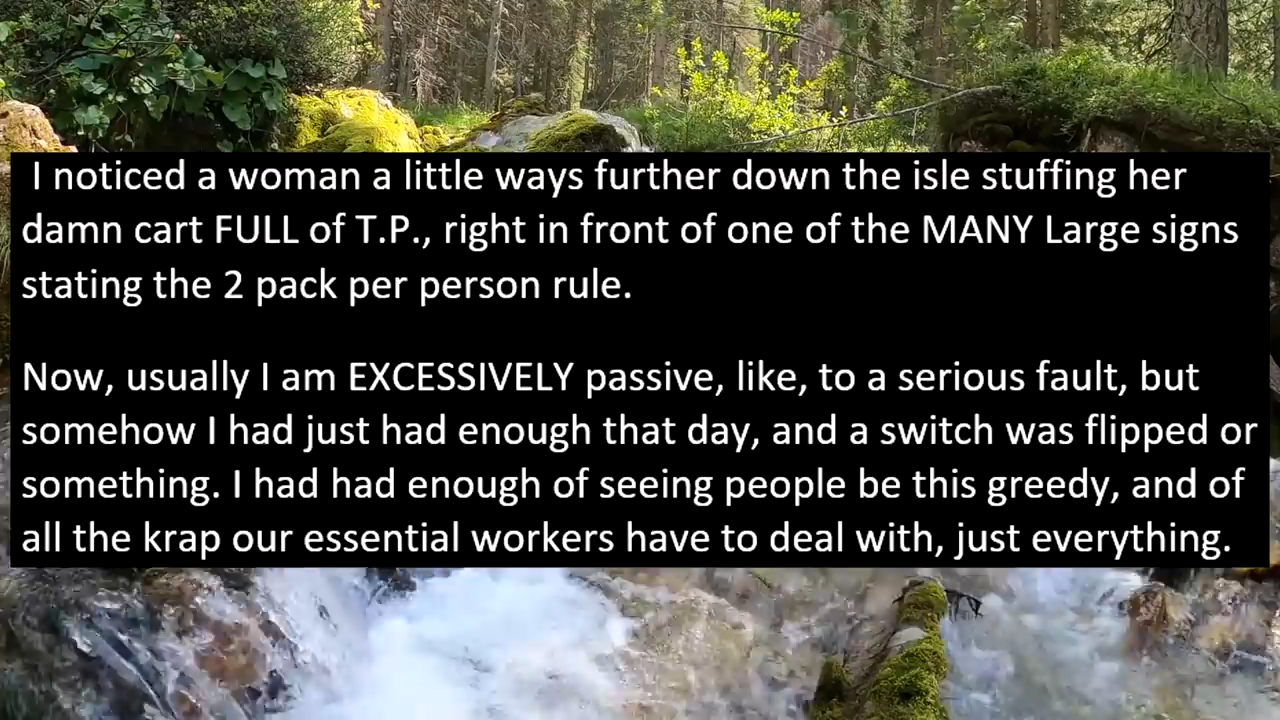 I noticed a woman a little ways further down the isle stuffing her
damn cart FULL of T.P., right in front of one of the MANY Large signs
stating the 2 pack per person rule.
Now, usually I am EXCESSIVELY passive, like, to a serious fault, but
somehow I had just had enough that day, and a switch was flipped or
something. I had had enough of seeing people be this greedy, and of
all the krap our essential workers have to deal with, just everything.